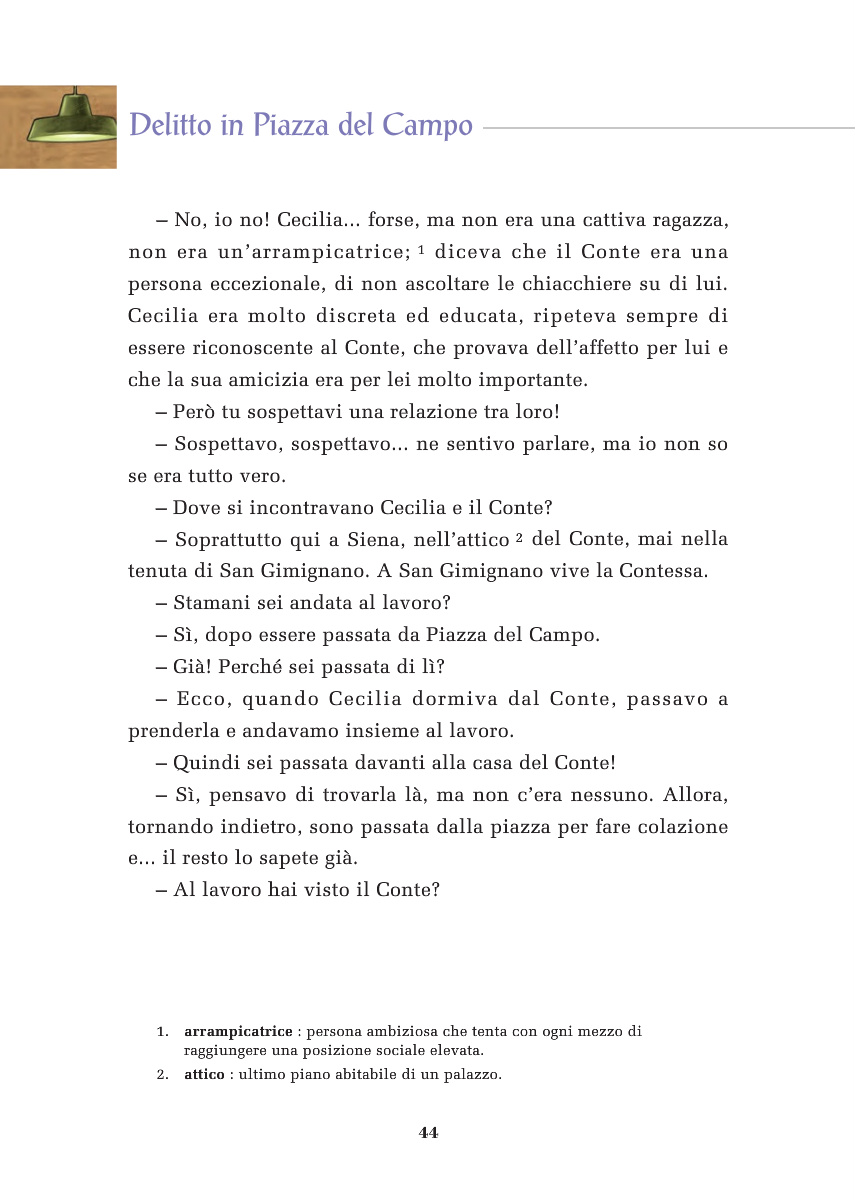 Delitto in Piazza del Campo
– No, io no! Cecilia... forse, ma non era una cattiva ragazza,
non era un’arrampicatrice; 1 diceva che il Conte era una
persona eccezionale, di non ascoltare le chiacchiere su di lui.
Cecilia era molto discreta ed educata, ripeteva sempre di
essere riconoscente al Conte, che provava dell’affetto per lui e
che la sua amicizia era per lei molto importante.
– Però tu sospettavi una relazione tra loro!
– Sospettavo, sospettavo... ne sentivo parlare, ma io non so
se era tutto vero.
– Dove si incontravano Cecilia e il Conte?
– Soprattutto qui a Siena, nell’attico 2 del Conte, mai nella
tenuta di San Gimignano. A San Gimignano vive la Contessa.
– Stamani sei andata al lavoro?
– Sì, dopo essere passata da Piazza del Campo.
– Già! Perché sei passata di lì?
– Ecco, quando Cecilia dormiva dal Conte, passavo a
prenderla e andavamo insieme al lavoro.
– Quindi sei passata davanti alla casa del Conte!
– Sì, pensavo di trovarla là, ma non c’era nessuno. Allora,
tornando indietro, sono passata dalla piazza per fare colazione
e... il resto lo sapete già.
– Al lavoro hai visto il Conte?
1. arrampicatrice : persona ambiziosa che tenta con ogni mezzo di
raggiungere una posizione sociale elevata.
2. attico : ultimo piano abitabile di un palazzo.
44